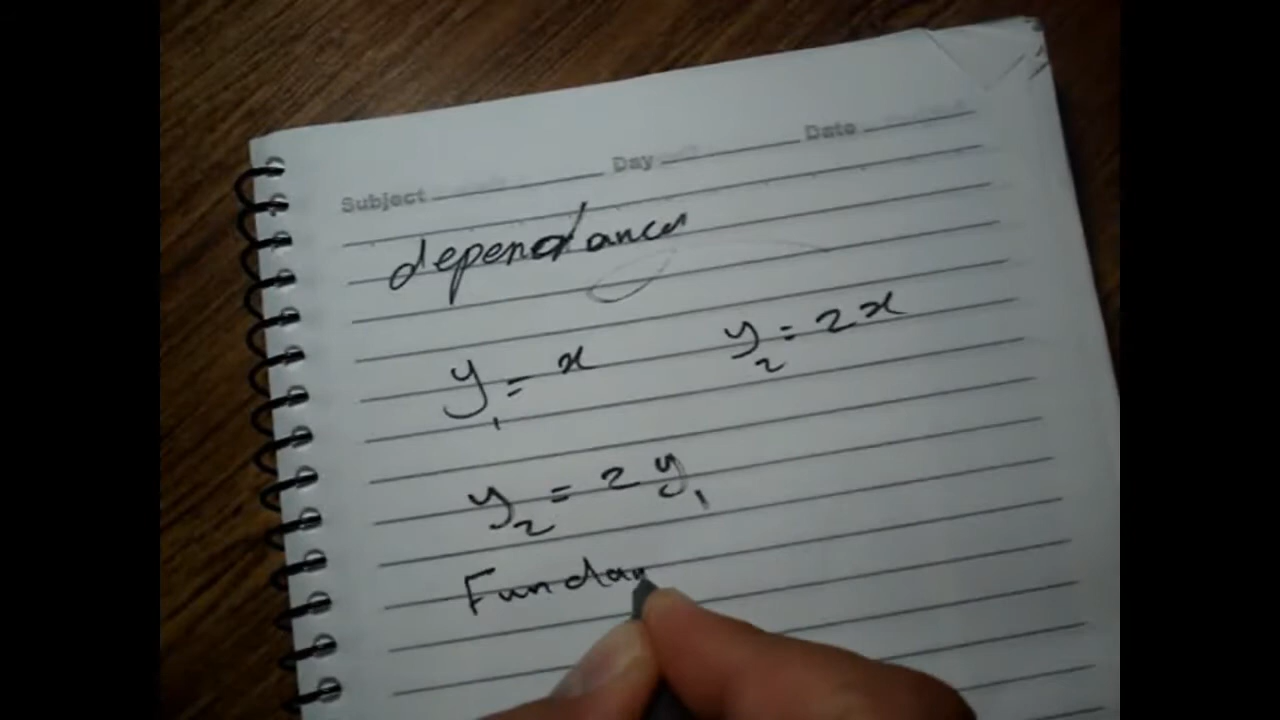 Subject Day Date
dependance
y₁ = x y₂ = 2x
y₂ = 2y₁
Fundam